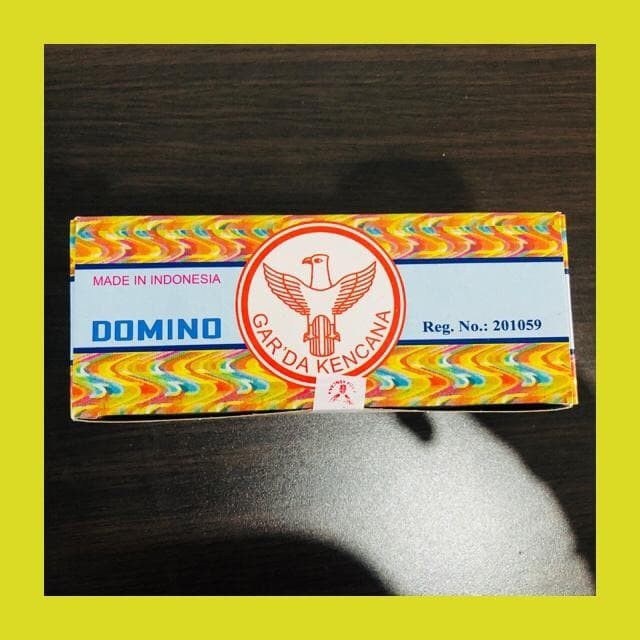 MADE IN INDONESIA
DOMINO
GAR'DA KENCANA
Reg. No.: 201059